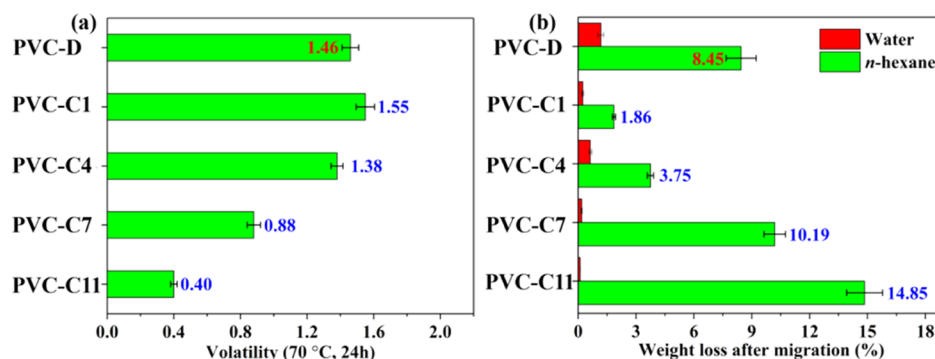 (a)
PVC-D
1.46
PVC-C1
1.55
PVC-C4
1.38
PVC-C7
0.88
PVC-C11
0.40
0.0 0.4 0.8 1.2 1.6 2.0
Volatility (70 °C, 24h)
(b)
Water
n-hexane
PVC-D
8.45
PVC-C1
1.86
PVC-C4
3.75
PVC-C7
10.19
PVC-C11
14.85
0 3 6 9 12 15 18
Weight loss after migration (%)